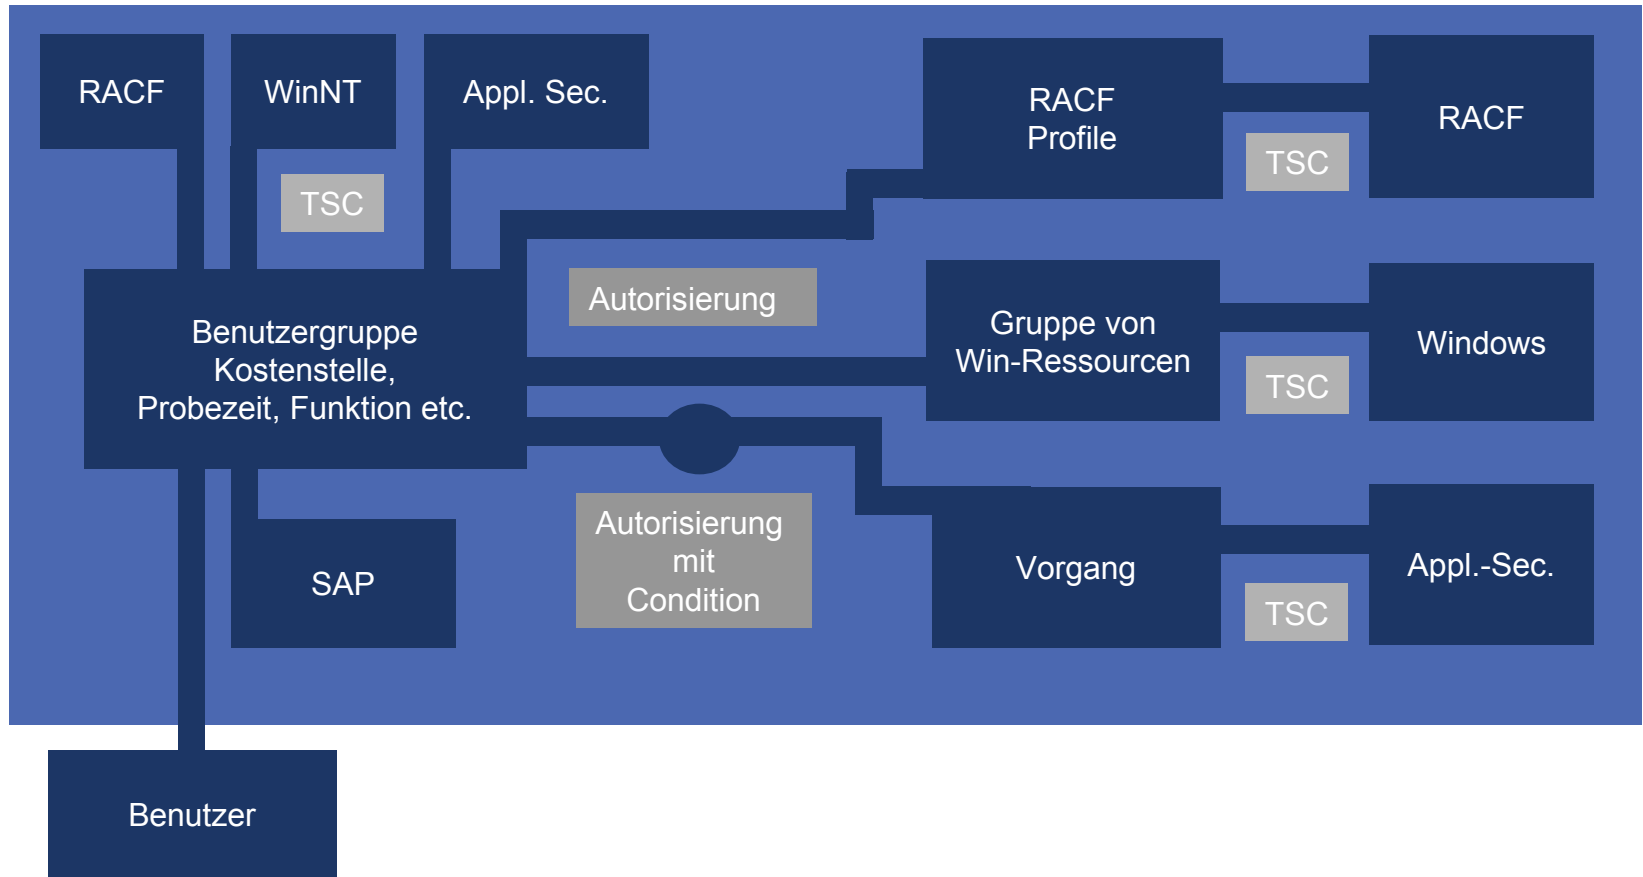 RACF
WinNT
Appl. Sec.
TSC
RACF
Profile
TSC
RACF
Autorisierung
Benutzergruppe
Kostenstelle,
Probezeit, Funktion etc.
Gruppe von
Win-Ressourcen
TSC
Windows
Autorisierung
mit
Condition
SAP
Vorgang
TSC
Appl.-Sec.
Benutzer